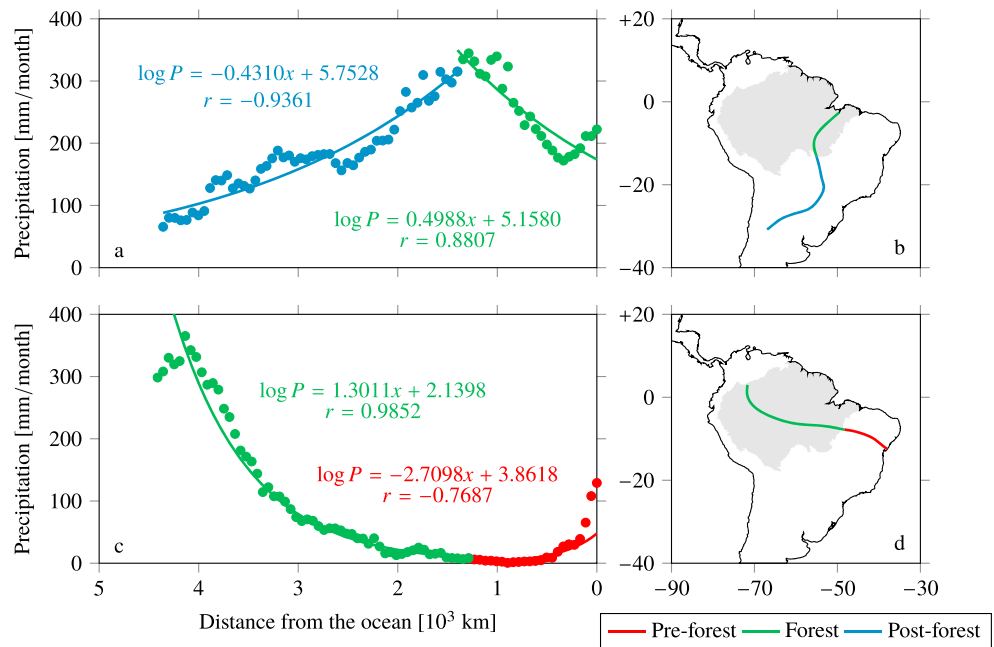 400
300
200
100
0
Precipitation [mm/month]
log P = −0.4310x + 5.7528
r = −0.9361
log P = 0.4988x + 5.1580
r = 0.8807
a
+20
0
−20
−40
b
400
300
200
100
0
Precipitation [mm/month]
log P = 1.3011x + 2.1398
r = 0.9852
log P = −2.7098x + 3.8618
r = −0.7687
c
5 4 3 2 1 0
Distance from the ocean [10³ km]
+20
0
−20
−40
d
−90 −70 −50 −30
Pre-forest Forest Post-forest